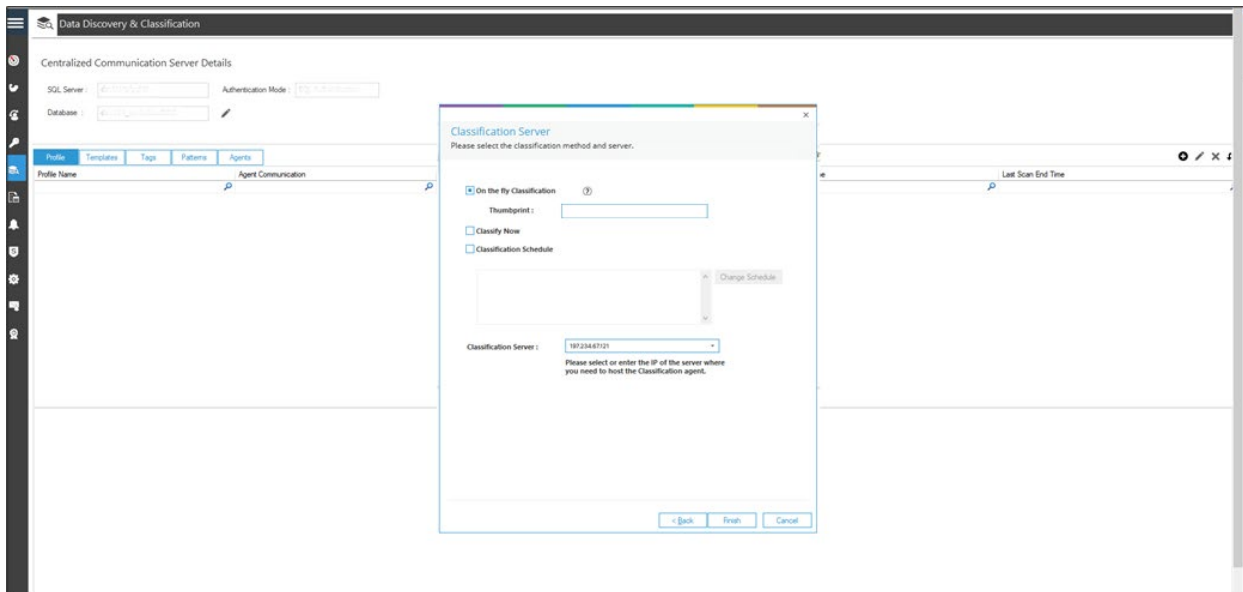 Data Discovery & Classification
Centralized Communication Server Details
SQL Server :
Authentication Mode :
Database :
Profile
Templates
Tags
Patterns
Agents
Profile Name
Agent Communication
Last Scan End Time
Classification Server
Please select the classification method and server.
On the fly Classification
Thumbprint :
Classify Now
Classification Schedule
Change Schedule
Classification Server :
Please select or enter the IP of the server where
you need to host the Classification agent.
< Back
Finish
Cancel